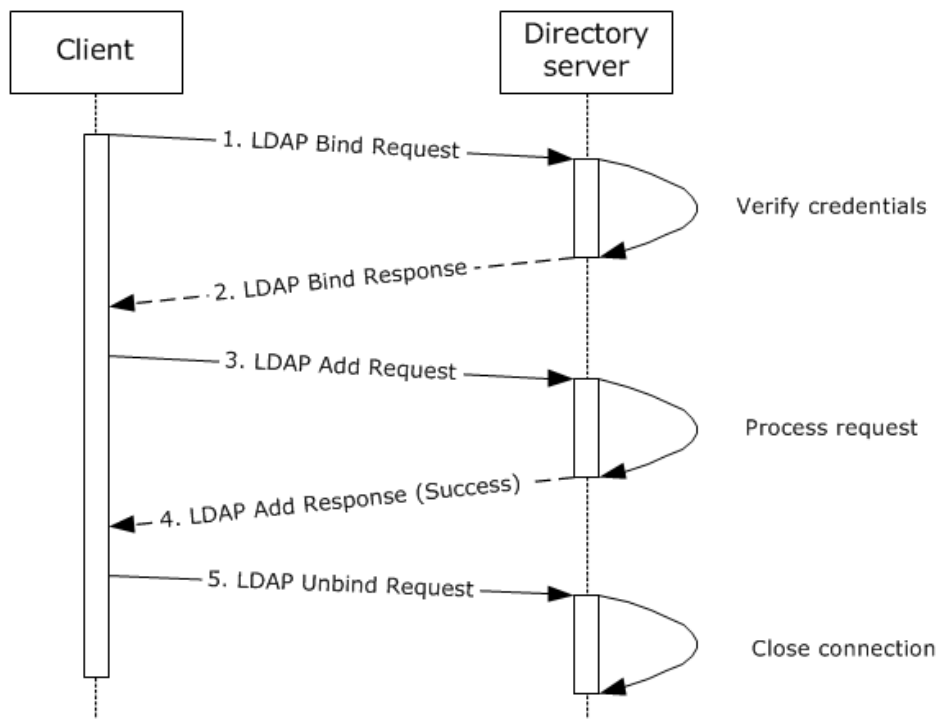 Client
Directory
server
1. LDAP Bind Request
Verify credentials
2. LDAP Bind Response
3. LDAP Add Request
Process request
4. LDAP Add Response (Success)
5. LDAP Unbind Request
Close connection